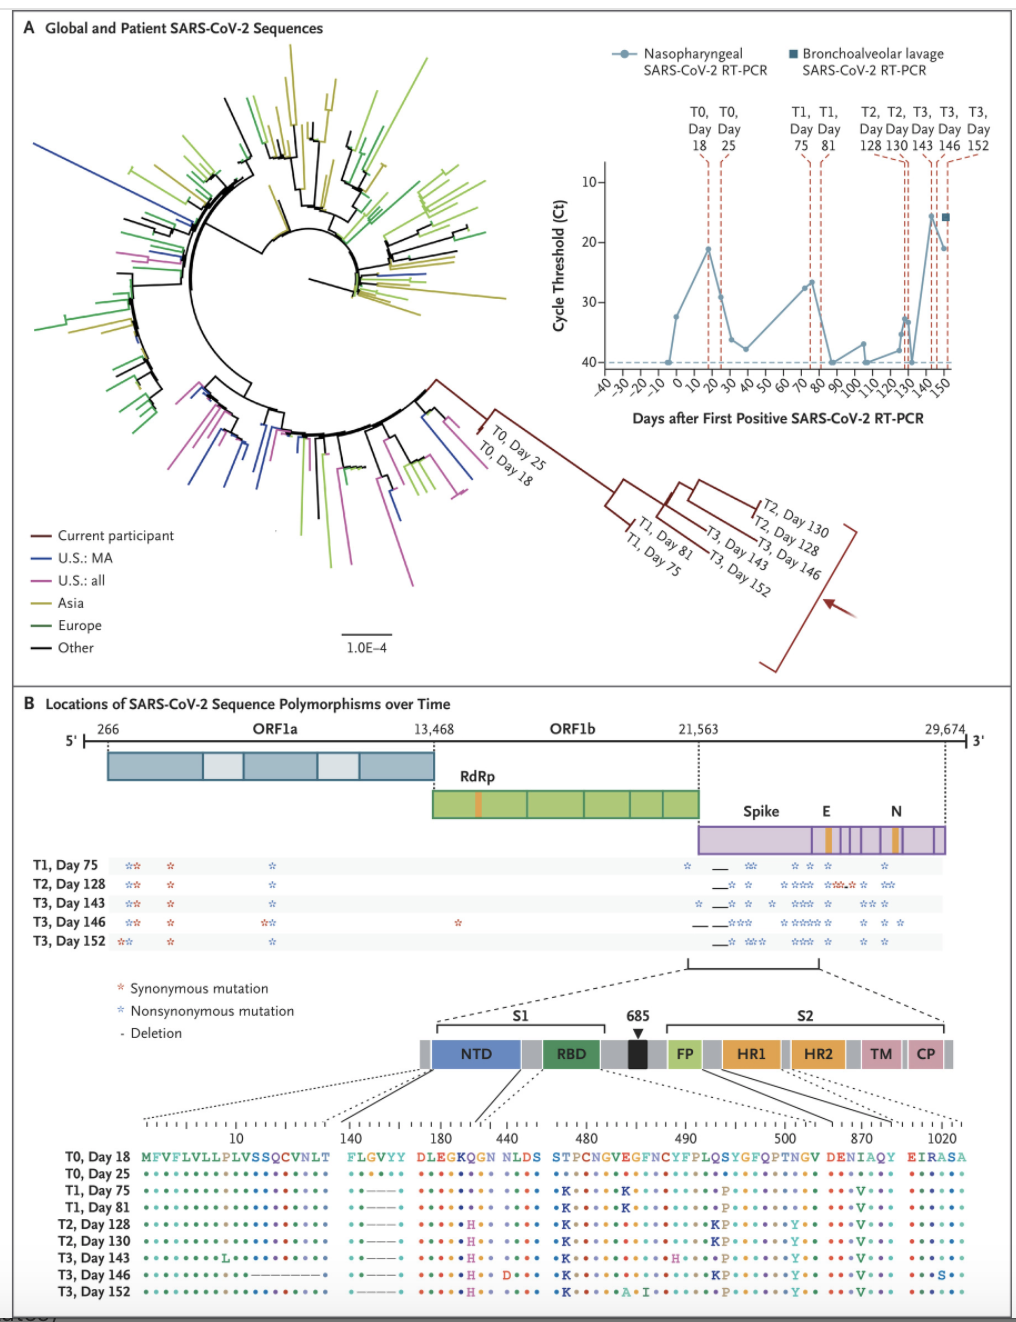 A Global and Patient SARS-CoV-2 Sequences
Nasopharyngeal
SARS-CoV-2 RT-PCR
Bronchoalveolar lavage
SARS-CoV-2 RT-PCR
T0, T0, T1, T1, T2, T2, T3, T3, T3,
Day Day Day Day Day Day Day Day Day
18 25 75 81 128 130 143 146 152
10
20
30
40
Cycle Threshold (Ct)
-40 -30 -20 -10 0 10 20 30 40 50 60 70 80 90 100 110 120 130 140 150
Days after First Positive SARS-CoV-2 RT-PCR
T0, Day 25
T0, Day 18
T2, Day 130
T2, Day 128
T3, Day 146
T3, Day 143
T3, Day 152
T1, Day 81
T1, Day 75
Current participant
U.S.: MA
U.S.: all
Asia
Europe
Other
1.0E–4
B Locations of SARS-CoV-2 Sequence Polymorphisms over Time
266 ORF1a 13,468 ORF1b 21,563 29,674
5' 3'
RdRp
Spike E N
T1, Day 75
T2, Day 128
T3, Day 143
T3, Day 146
T3, Day 152
Synonymous mutation
Nonsynonymous mutation
- Deletion
S1 685 S2
NTD RBD FP HR1 HR2 TM CP
10 140 180 440 480 490 500 870 1020
T0, Day 18 MFVFLVLLPLVSSQCVNLT FLGVYY DLEGKQGN NLDS STPCNGVEGFNCYFPLQSYGFQPTNGV DENIAQY EIRASA
T0, Day 25
T1, Day 75 K K P V
T1, Day 81 K K P V
T2, Day 128 H K KP Y V
T2, Day 130 H K KP Y V
T3, Day 143 L H K H P Y V
T3, Day 146 D K KP Y S
T3, Day 152 H K A I P Y V